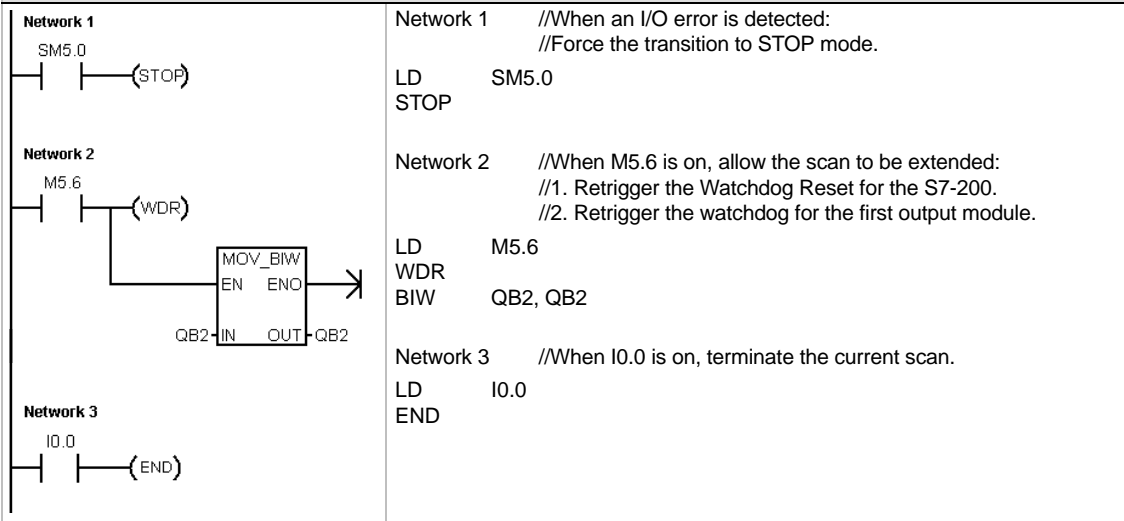 Network 1
SM5.0
(STOP)
Network 2
M5.6
(WDR)
MOV_BIW
EN ENO
QB2 IN OUT QB2
Network 3
I0.0
(END)
Network 1 //When an I/O error is detected:
//Force the transition to STOP mode.
LD SM5.0
STOP
Network 2 //When M5.6 is on, allow the scan to be extended:
//1. Retrigger the Watchdog Reset for the S7-200.
//2. Retrigger the watchdog for the first output module.
LD M5.6
WDR
BIW QB2, QB2
Network 3 //When I0.0 is on, terminate the current scan.
LD I0.0
END